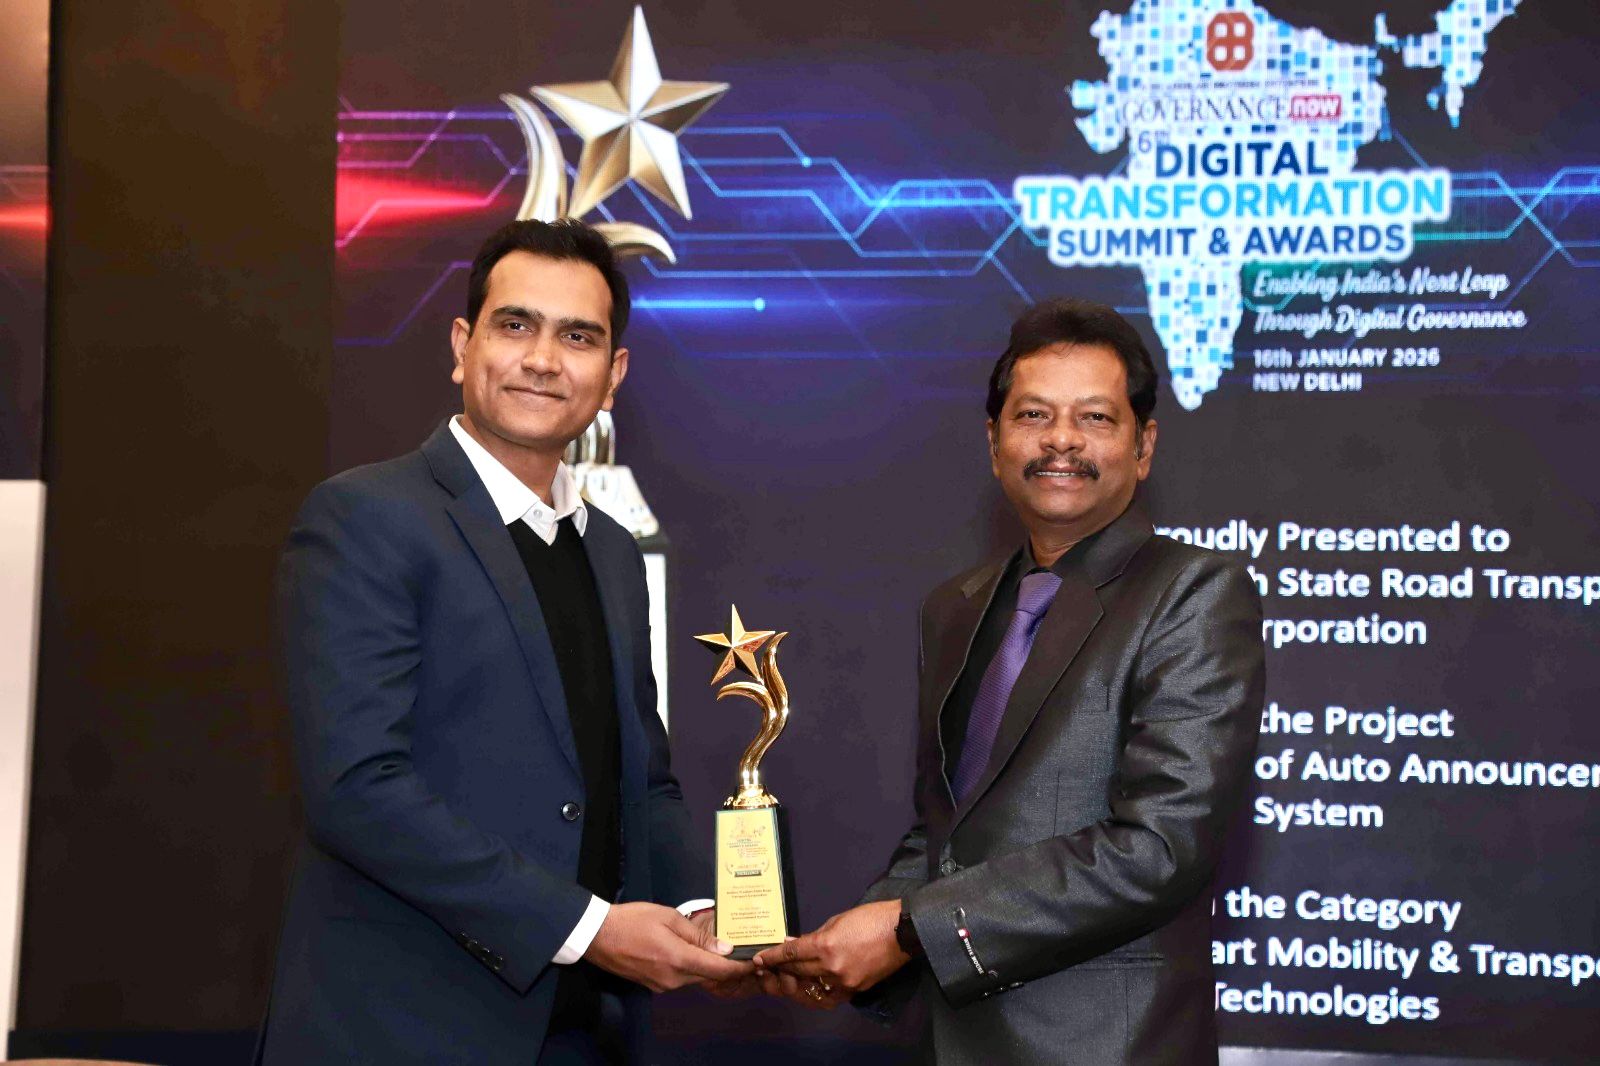 GOVERNANCE now
6TH
DIGITAL
TRANSFORMATION
SUMMIT & AWARDS
Enabling India's Next Leap
Through Digital Governance
16th JANUARY 2026
NEW DELHI
roudly Presented to
h State Road Transp
rporation
the Project
of Auto Announcer
System
the Category
art Mobility & Transpo
Technologies